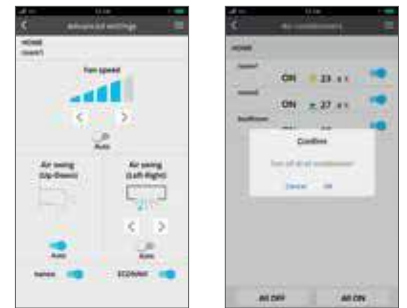 Advanced settings
HOME
room1
Fan speed
Auto
Air swing
(Up-Down)
Air swing
(Left-Right)
Auto
Auto
nanoe
ECONAVI
Air conditioners
HOME
room1
ON
23
room2
ON
27
Confirm
Turn off all air conditioners?
Cancel
OK
All OFF
All ON